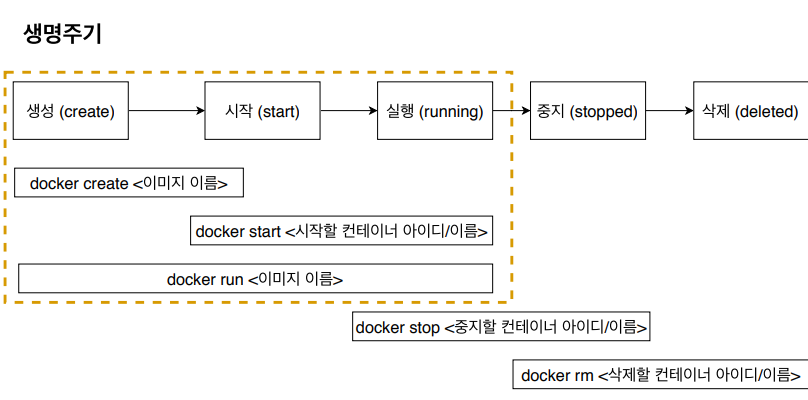 생명주기
생성 (create)
시작 (start)
실행 (running)
중지 (stopped)
삭제 (deleted)
docker create <이미지 이름>
docker start <시작할 컨테이너 아이디/이름>
docker run <이미지 이름>
docker stop <중지할 컨테이너 아이디/이름>
docker rm <삭제할 컨테이너 아이디/이름>